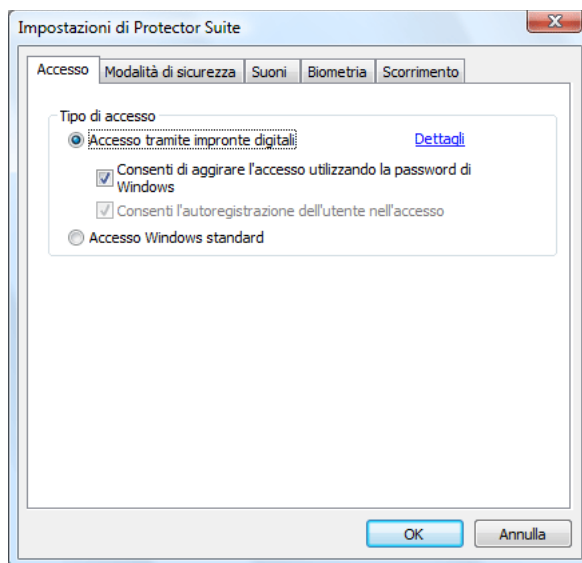 Impostazioni di Protector Suite
Accesso Modalità di sicurezza Suoni Biometria Scorrimento
Tipo di accesso
Accesso tramite impronte digitali Dettagli
Consenti di aggirare l'accesso utilizzando la password di
Windows
Consenti l'autoregistrazione dell'utente nell'accesso
Accesso Windows standard
OK Annulla